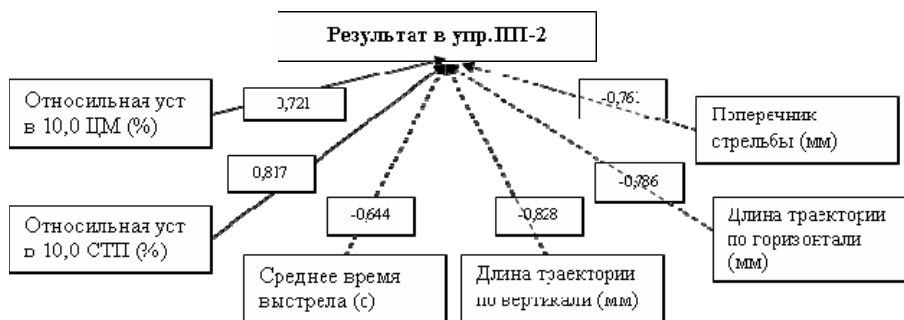 Результат в упр.ПП-2
Относильная уст
в 10,0 ЦМ (%)
0,721
-0,761
Поперечник
стрельбы (мм)
0,817
-0,786
Относильная уст
в 10,0 СТП (%)
-0,644
-0,828
Длина траектории
по горизонтали
(мм)
Среднее время
выстрела (с)
Длина траектории
по вертикали (мм)